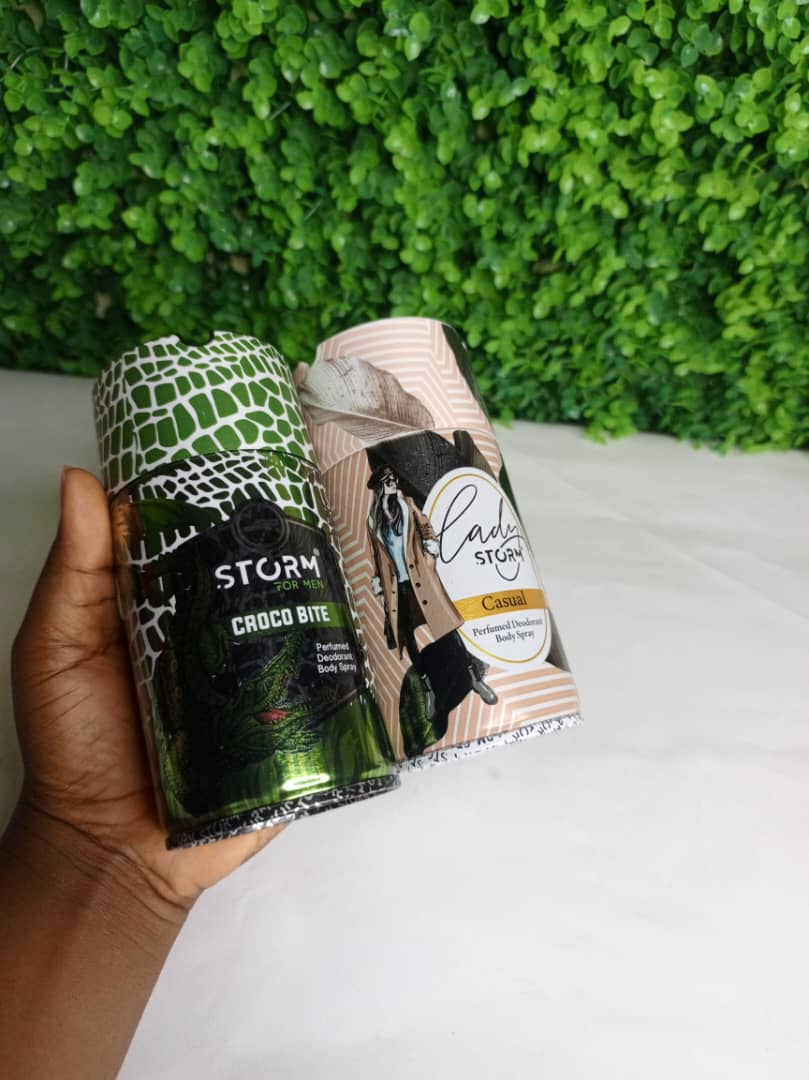 STORM®
FOR MEN
CROCO BITE
Perfumed
Deodorant
Body Spray
lady
STORM
Casual
Perfumed Deodorant
Body Spray